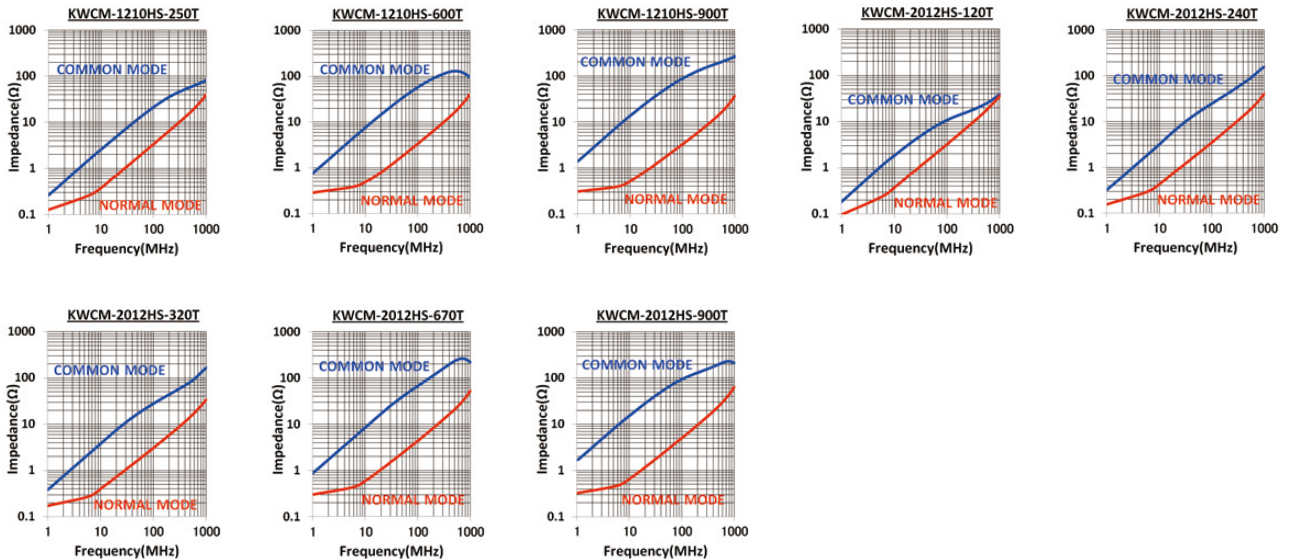 KWCM-1210HS-250T
1000
100
10
1
0.1
Impedance(Ω)
COMMON MODE
NORMAL MODE
1 10 100 1000
Frequency(MHz)
KWCM-1210HS-600T
1000
100
10
1
0.1
Impedance(Ω)
COMMON MODE
NORMAL MODE
1 10 100 1000
Frequency(MHz)
KWCM-1210HS-900T
1000
100
10
1
0.1
Impedance(Ω)
COMMON MODE
NORMAL MODE
1 10 100 1000
Frequency(MHz)
KWCM-2012HS-120T
1000
100
10
1
0.1
Impedance(Ω)
COMMON MODE
NORMAL MODE
1 10 100 1000
Frequency(MHz)
KWCM-2012HS-240T
1000
100
10
1
0.1
Impedance(Ω)
COMMON MODE
NORMAL MODE
1 10 100 1000
Frequency(MHz)
KWCM-2012HS-320T
1000
100
10
1
0.1
Impedance(Ω)
COMMON MODE
NORMAL MODE
1 10 100 1000
Frequency(MHz)
KWCM-2012HS-670T
1000
100
10
1
0.1
Impedance(Ω)
COMMON MODE
NORMAL MODE
1 10 100 1000
Frequency(MHz)
KWCM-2012HS-900T
1000
100
10
1
0.1
Impedance(Ω)
COMMON MODE
NORMAL MODE
1 10 100 1000
Frequency(MHz)